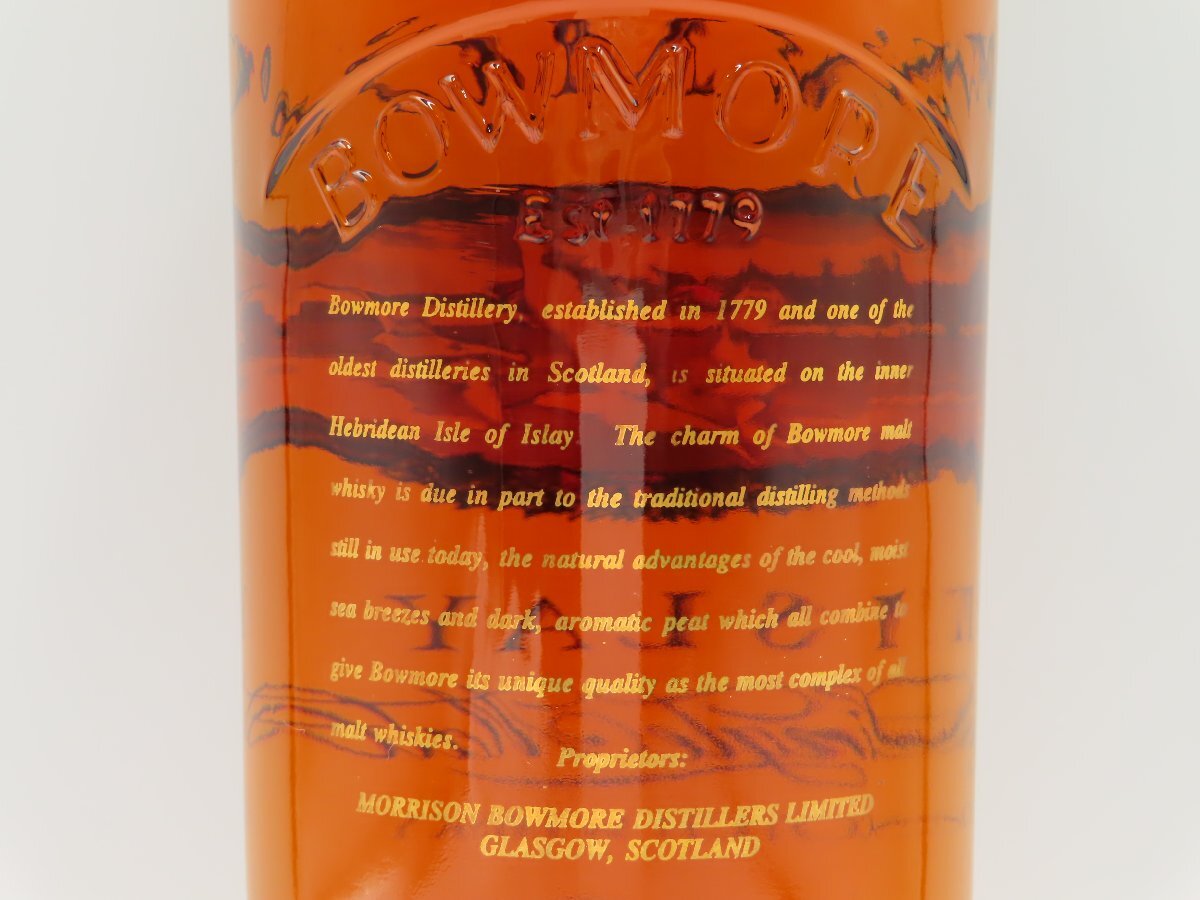 BOWMORE
EST.1779
Bowmore Distillery, established in 1779 and one of the
oldest distilleries in Scotland, is situated on the inner
Hebridean Isle of Islay. The charm of Bowmore malt
whisky is due in part to the traditional distilling methods
still in use today, the natural advantages of the cool, moist
sea breezes and dark, aromatic peat which all combine to
give Bowmore its unique quality as the most complex of all
malt whiskies.
Proprietors:
MORRISON BOWMORE DISTILLERS LIMITED
GLASGOW, SCOTLAND